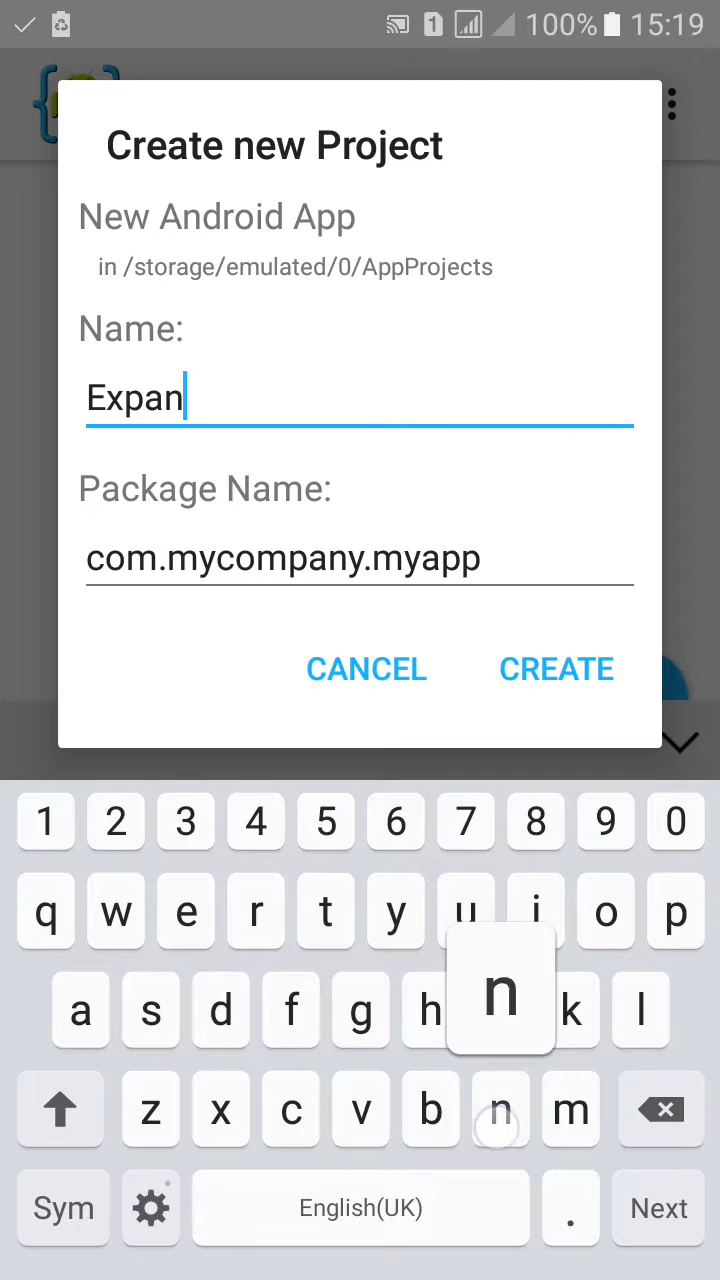 1 100% 15:19
Create new Project
New Android App
in /storage/emulated/0/AppProjects
Name:
Expan
Package Name:
com.mycompany.myapp
CANCEL CREATE
1 2 3 4 5 6 7 8 9 0
q w e r t y u i o p
a s d f g h n k l
z x c v b n m
Sym English(UK) . Next